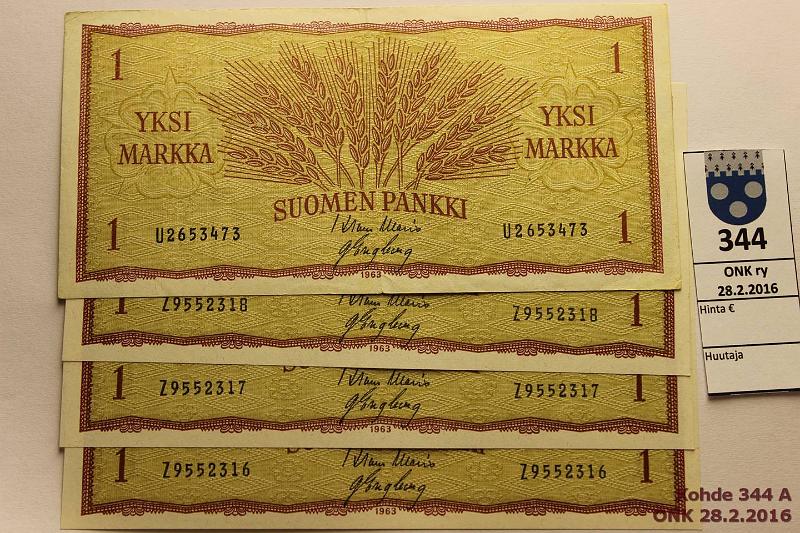 1 1
YKSI YKSI
MARKKA MARKKA
SUOMEN PANKKI
1 U2653473 U2653473 1
1963
1 Z9552318 Z9552318 1
1963
1 Z9552317 Z9552317 1
1963
1 Z9552316 Z9552316 1
1963
344
ONK ry
28.2.2016
Hinta €
Huutaja
Kohde 344 A
ONK 28.2.2016